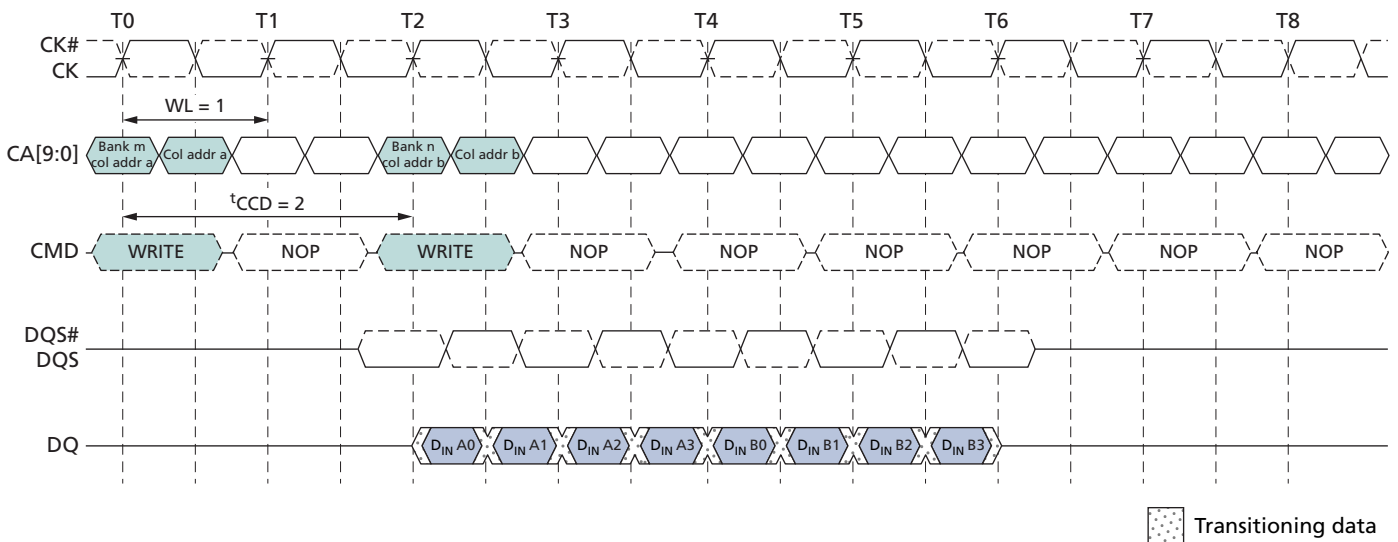 T0 T1 T2 T3 T4 T5 T6 T7 T8
CK#
CK
WL = 1
CA[9:0] Bank m col addr a Col addr a Bank n col addr b Col addr b
tCCD = 2
CMD WRITE NOP WRITE NOP NOP NOP NOP NOP NOP
DQS#
DQS
DQ DIN A0 DIN A1 DIN A2 DIN A3 DIN B0 DIN B1 DIN B2 DIN B3
Transitioning data